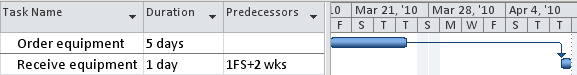 Task Name Duration Predecessors 10 Mar 21, '10 Mar 28, '10 Apr 4, '10
F T S W S T M F T S W S T T
Order equipment 5 days
Receive equipment 1 day 1FS+2 wks